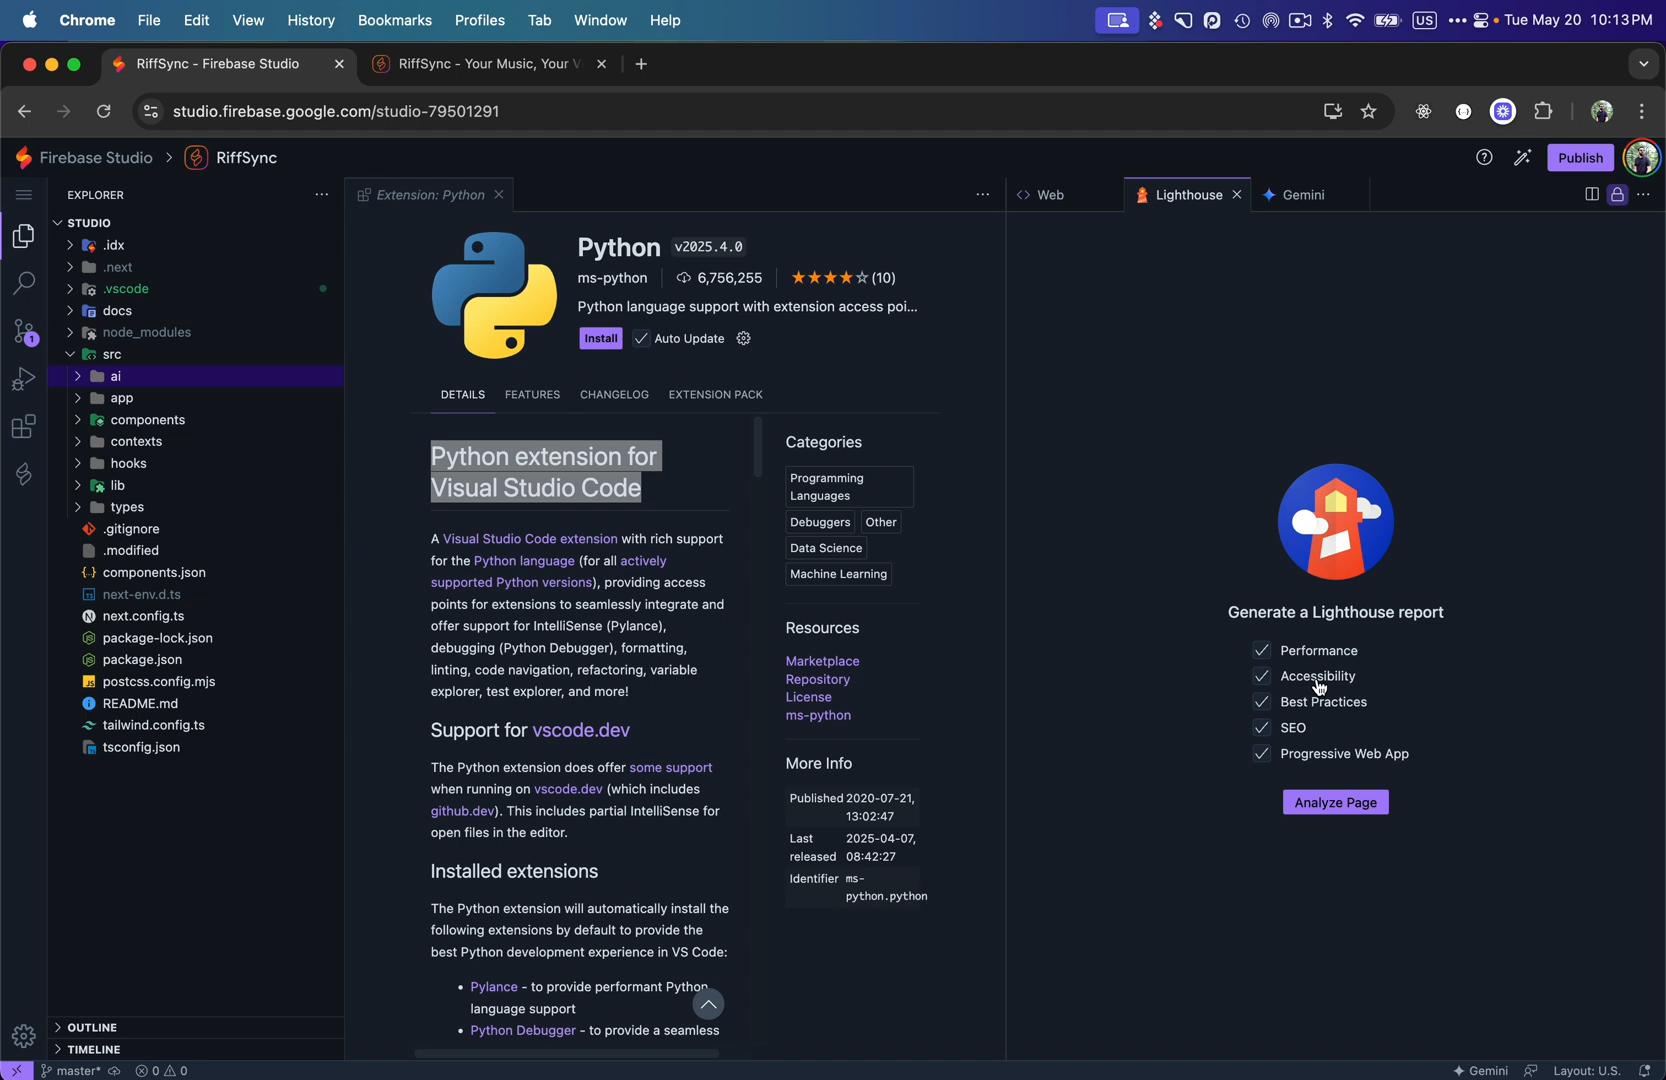 Chrome File Edit View History Bookmarks Profiles Tab Window Help
US Tue May 20 10:13 PM
RiffSync - Firebase Studio
RiffSync - Your Music, Your V
studio.firebase.google.com/studio-79501291
Firebase Studio RiffSync
Publish
EXPLORER
STUDIO
.idx
.next
.vscode
docs
node_modules
src
ai
app
components
contexts
hooks
lib
types
.gitignore
.modified
components.json
next-env.d.ts
next.config.ts
package-lock.json
package.json
postcss.config.mjs
README.md
tailwind.config.ts
tsconfig.json
OUTLINE
TIMELINE
1
Extension: Python
Python v2025.4.0
ms-python 6,756,255 (10)
Python language support with extension access poi...
Install Auto Update
DETAILS FEATURES CHANGELOG EXTENSION PACK
Python extension for
Visual Studio Code
A Visual Studio Code extension with rich support
for the Python language (for all actively
supported Python versions), providing access
points for extensions to seamlessly integrate and
offer support for IntelliSense (Pylance),
debugging (Python Debugger), formatting,
linting, code navigation, refactoring, variable
explorer, test explorer, and more!
Support for vscode.dev
The Python extension does offer some support
when running on vscode.dev (which includes
github.dev). This includes partial IntelliSense for
open files in the editor.
Installed extensions
The Python extension will automatically install the
following extensions by default to provide the
best Python development experience in VS Code:
• Pylance - to provide performant Python
language support
• Python Debugger - to provide a seamless
Categories
Programming
Languages
Debuggers Other
Data Science
Machine Learning
Resources
Marketplace
Repository
License
ms-python
More Info
Published 2020-07-21,
13:02:47
Last 2025-04-07,
released 08:42:27
Identifier ms-
python.python
Web Lighthouse Gemini
Generate a Lighthouse report
Performance
Accessibility
Best Practices
SEO
Progressive Web App
Analyze Page
master* 0 0
Gemini Layout: U.S.